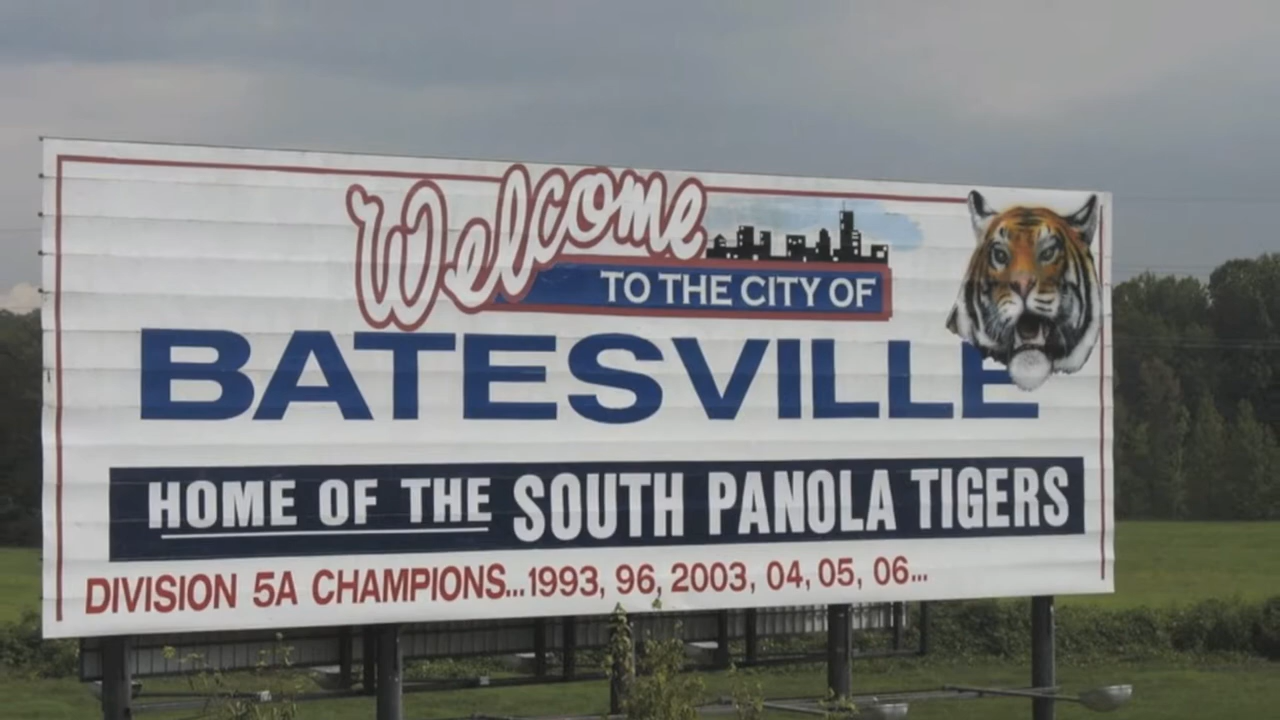 Welcome
TO THE CITY OF
BATESVILLE
HOME OF THE SOUTH PANOLA TIGERS
DIVISION 5A CHAMPIONS...1993, 96, 2003, 04, 05, 06...